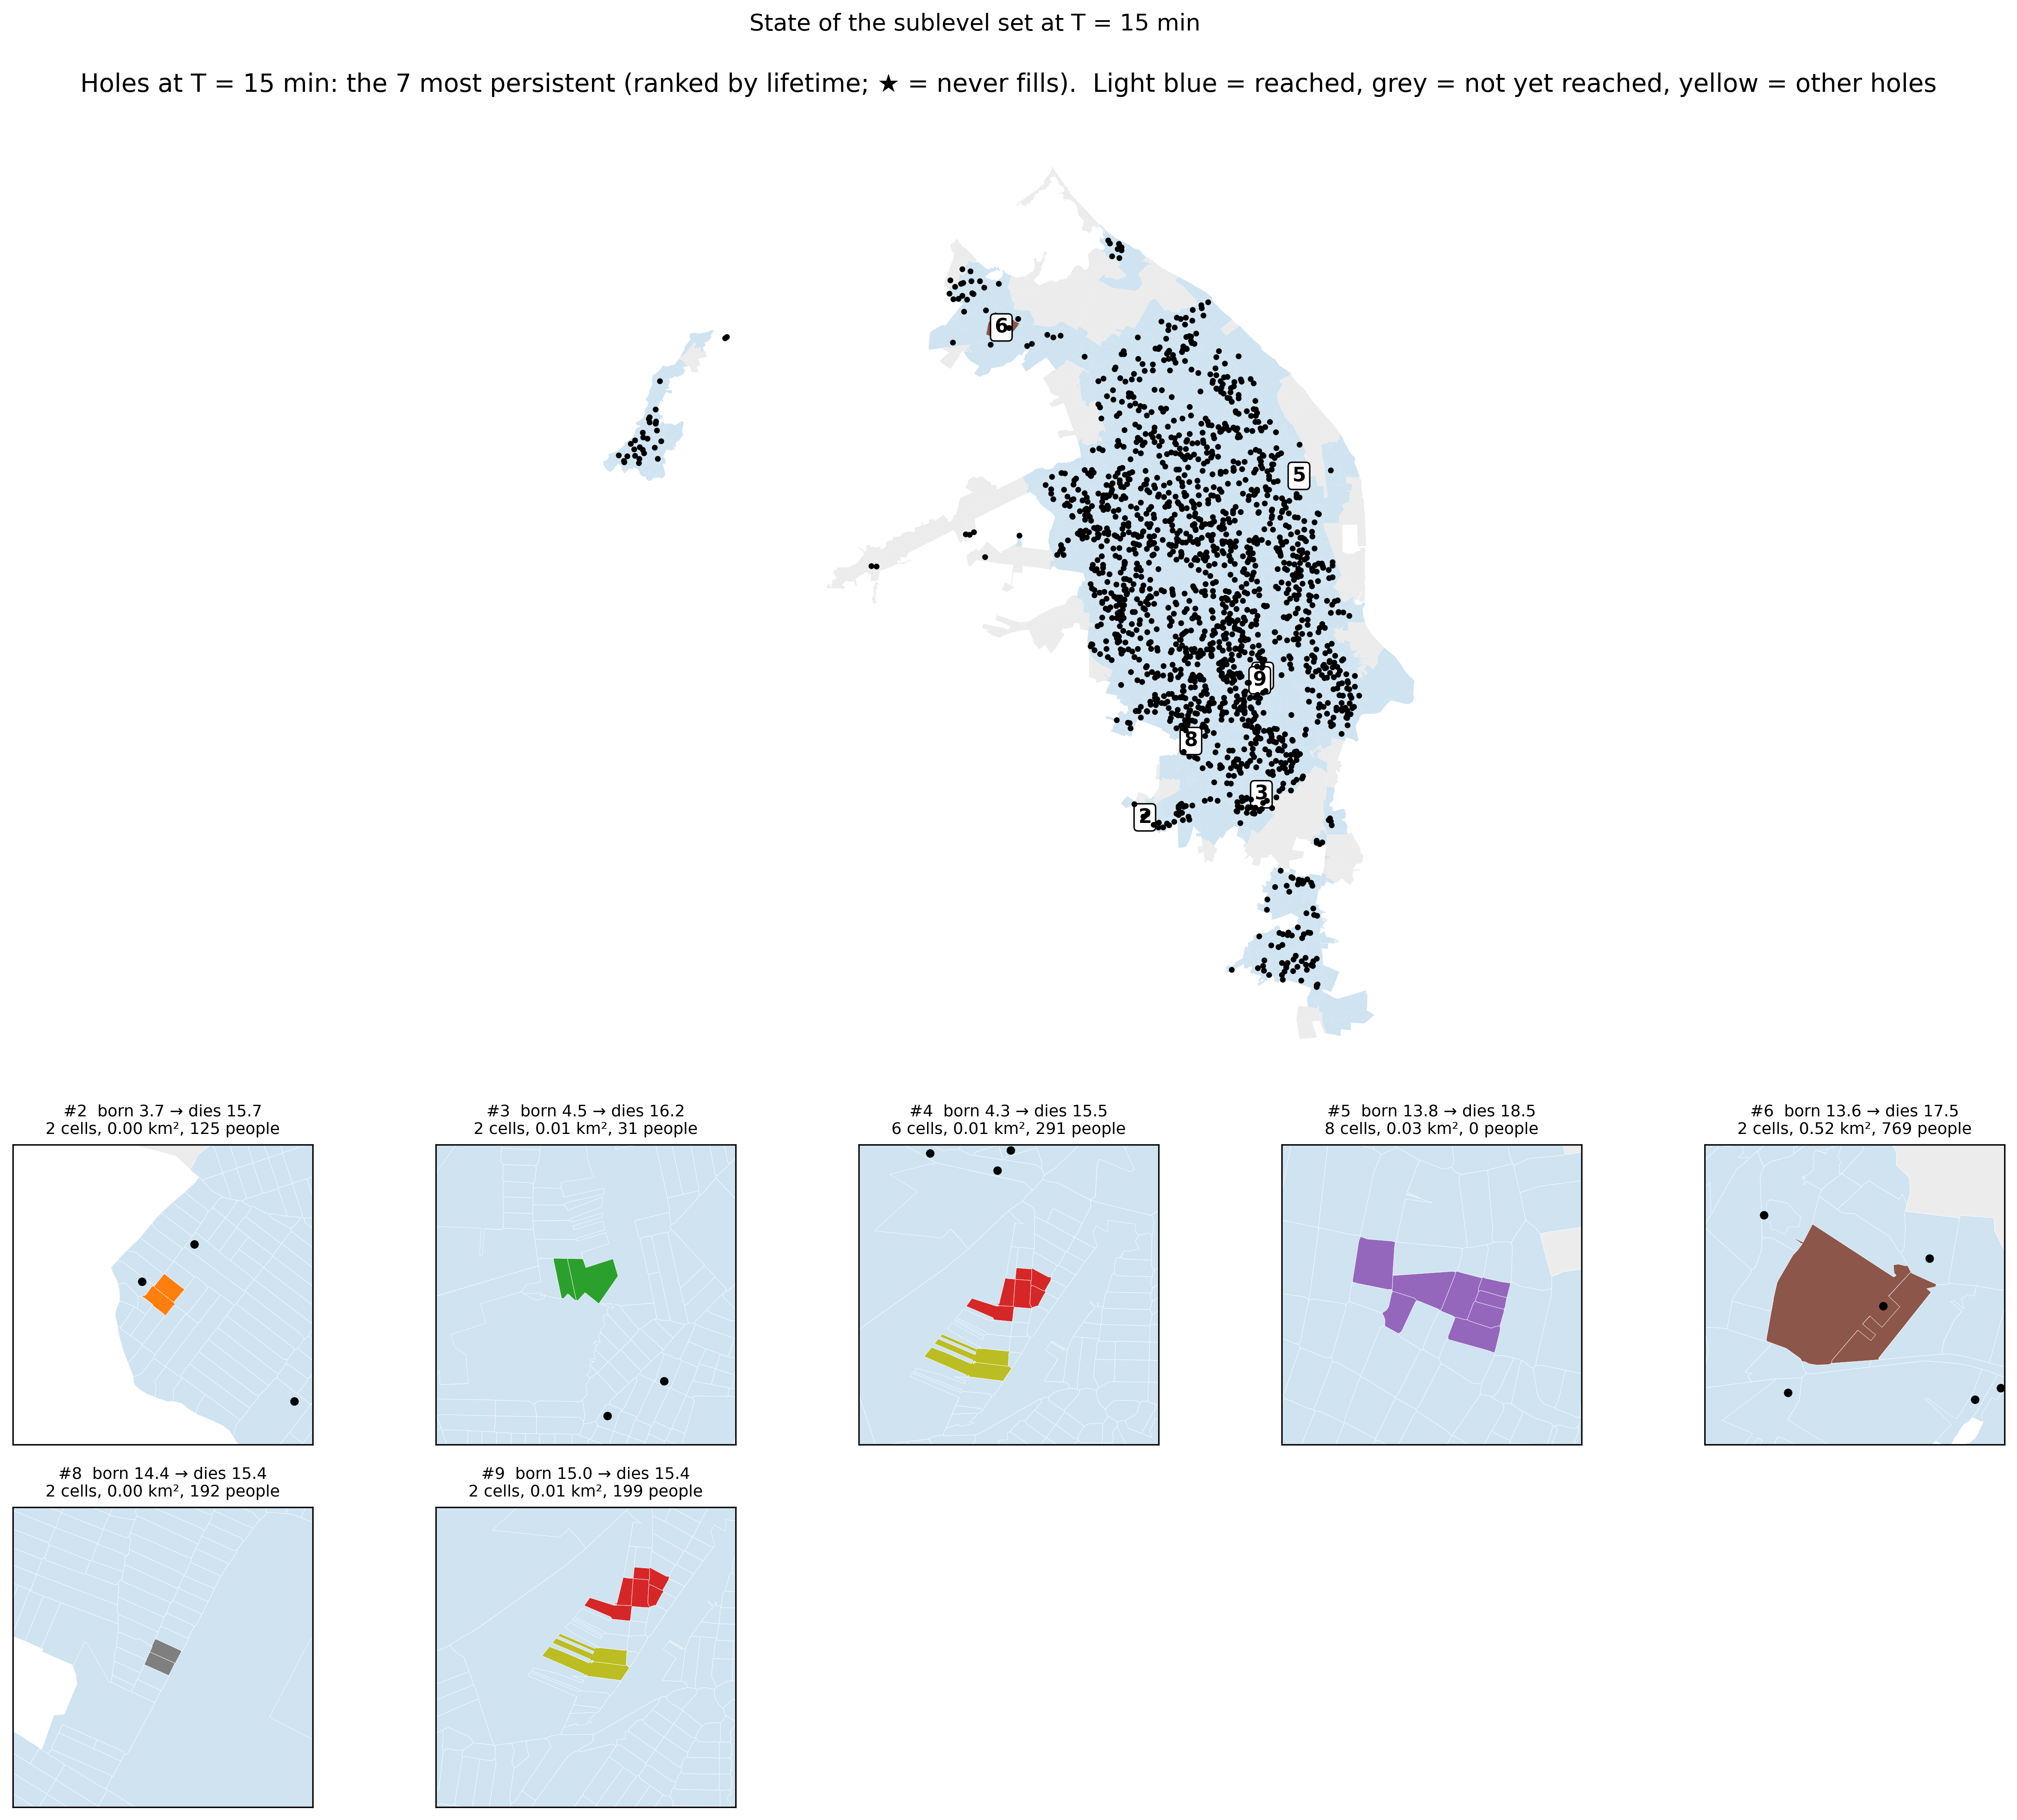 State of the sublevel set at T = 15 min
Holes at T = 15 min: the 7 most persistent (ranked by lifetime; ★ = never fills).  Light blue = reached, grey = not yet reached, yellow = other holes
6
5
9
8
3
2
#2  born 3.7 → dies 15.7
2 cells, 0.00 km², 125 people
#3  born 4.5 → dies 16.2
2 cells, 0.01 km², 31 people
#4  born 4.3 → dies 15.5
6 cells, 0.01 km², 291 people
#5  born 13.8 → dies 18.5
8 cells, 0.03 km², 0 people
#6  born 13.6 → dies 17.5
2 cells, 0.52 km², 769 people
#8  born 14.4 → dies 15.4
2 cells, 0.00 km², 192 people
#9  born 15.0 → dies 15.4
2 cells, 0.01 km², 199 people